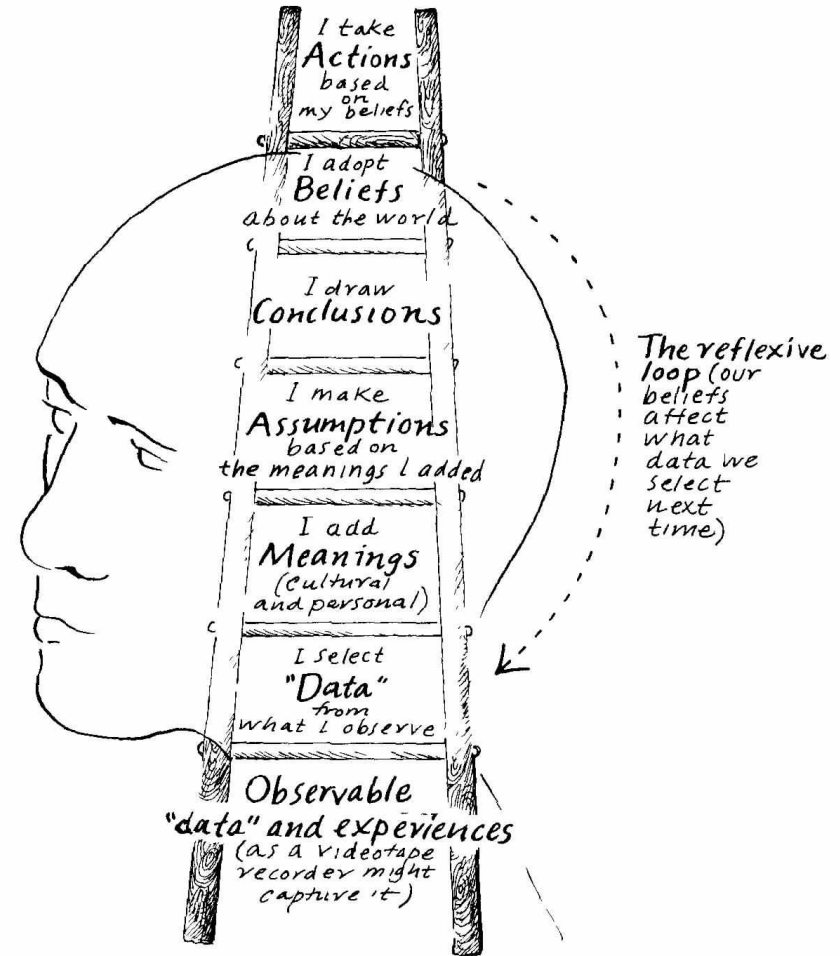 I take
Actions
based
on
my beliefs
I adopt
Beliefs
about the world
I draw
Conclusions
I make
Assumptions
based on
the meanings I added
I add
Meanings
(cultural
and personal)
I select
"Data"
from
what I observe
Observable
"data" and experiences
(as a videotape
recorder might
capture it)
The reflexive
loop (our
beliefs
affect
what
data we
select
next
time)